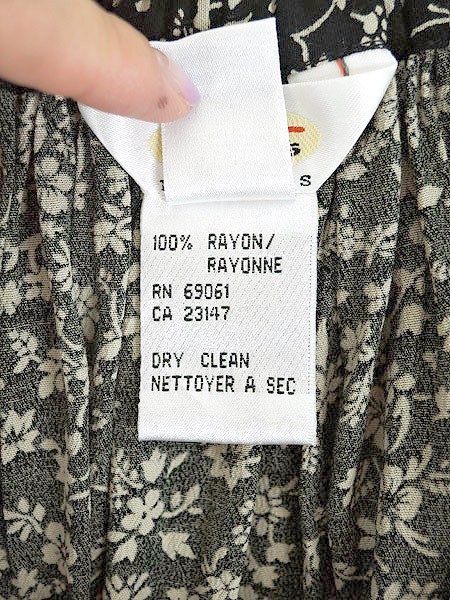 S
100% RAYON/
RAYONNE
RN 69061
CA 23147
DRY CLEAN
NETTOYER A SEC